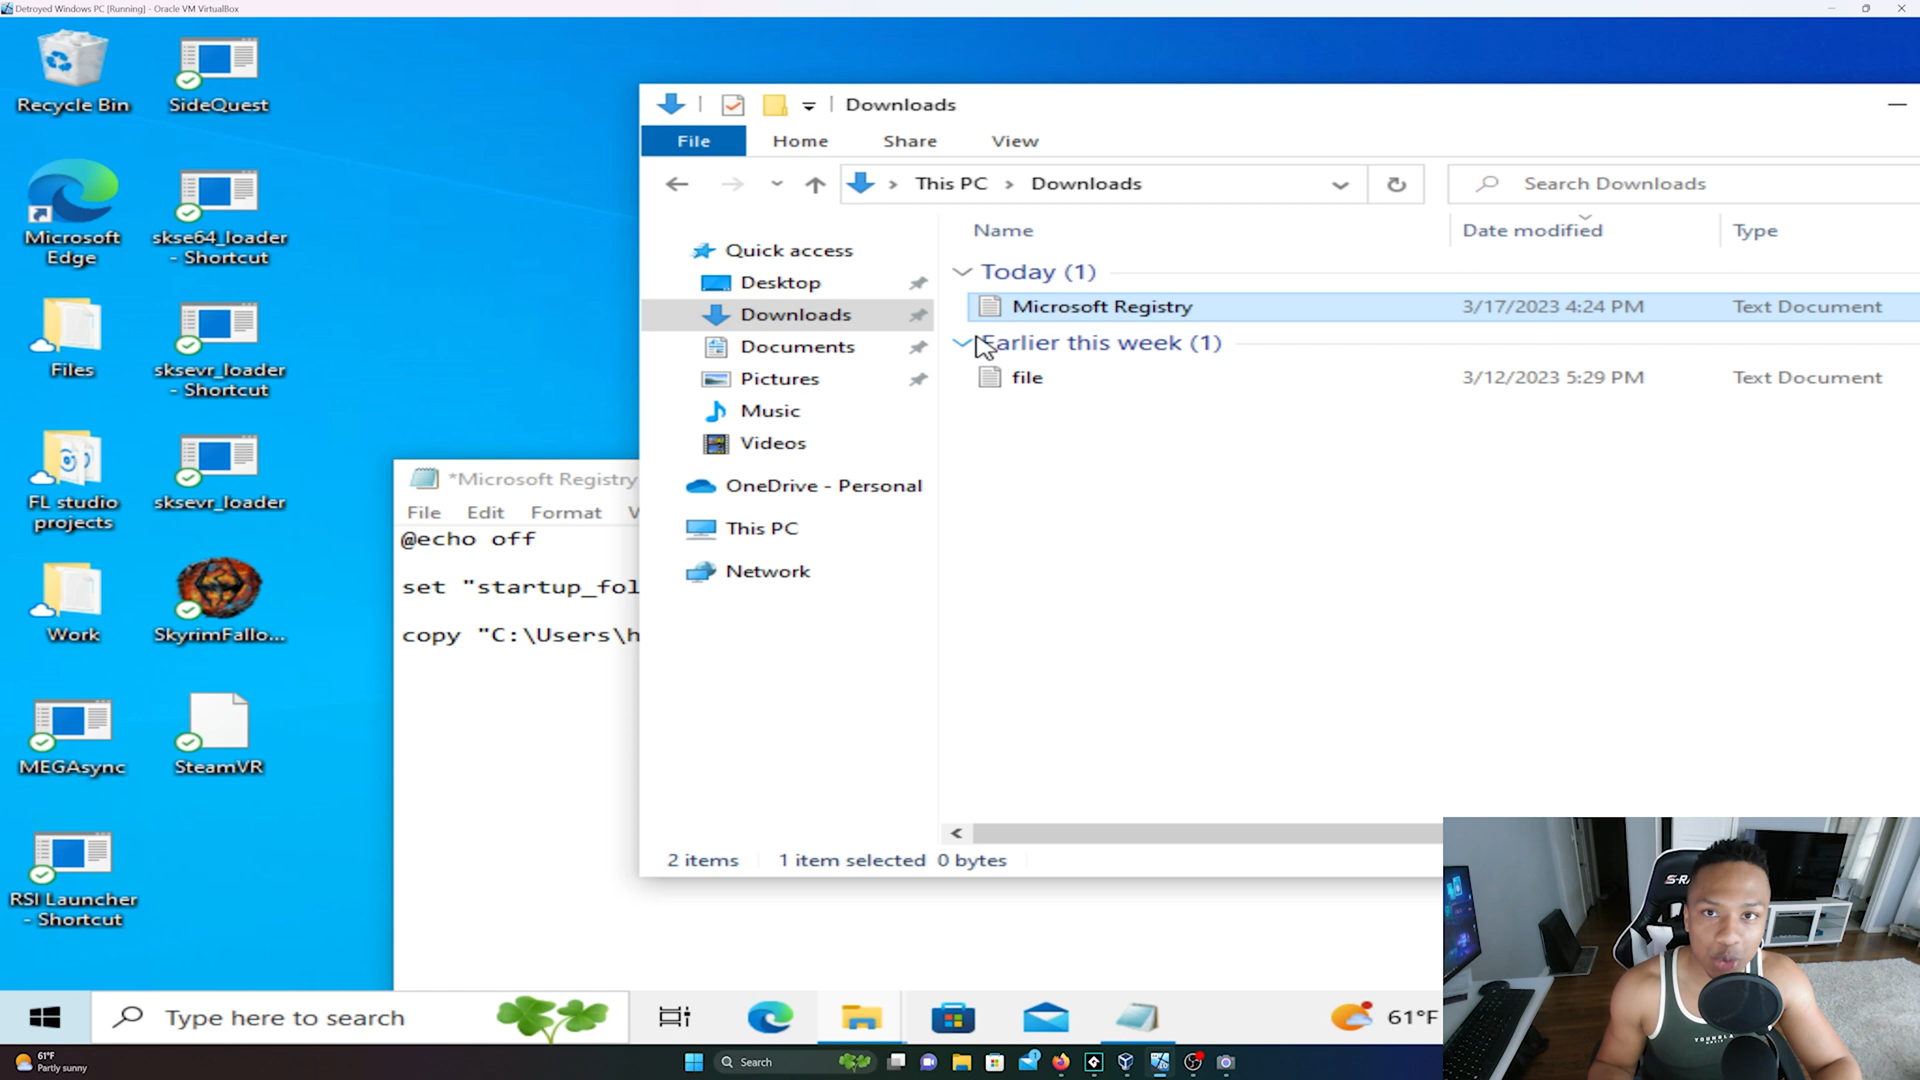 Detroyed Windows PC [Running] - Oracle VM VirtualBox
Recycle Bin
SideQuest
Microsoft
Edge
skse64_loader
- Shortcut
Files
sksevr_loader
- Shortcut
FL studio
projects
sksevr_loader
Work
SkyrimFallo...
MEGAsync
SteamVR
RSI Launcher
- Shortcut
Downloads
File Home Share View
This PC > Downloads
Search Downloads
Name Date modified Type
Quick access
Desktop
Downloads
Documents
Pictures
Music
Videos
OneDrive - Personal
This PC
Network
Today (1)
Microsoft Registry 3/17/2023 4:24 PM Text Document
Earlier this week (1)
file 3/12/2023 5:29 PM Text Document
2 items 1 item selected 0 bytes
*Microsoft Registry
File Edit Format V
@echo off
set "startup_fol
copy "C:\Users\h
Type here to search
61°F
61°F
Partly sunny
Search